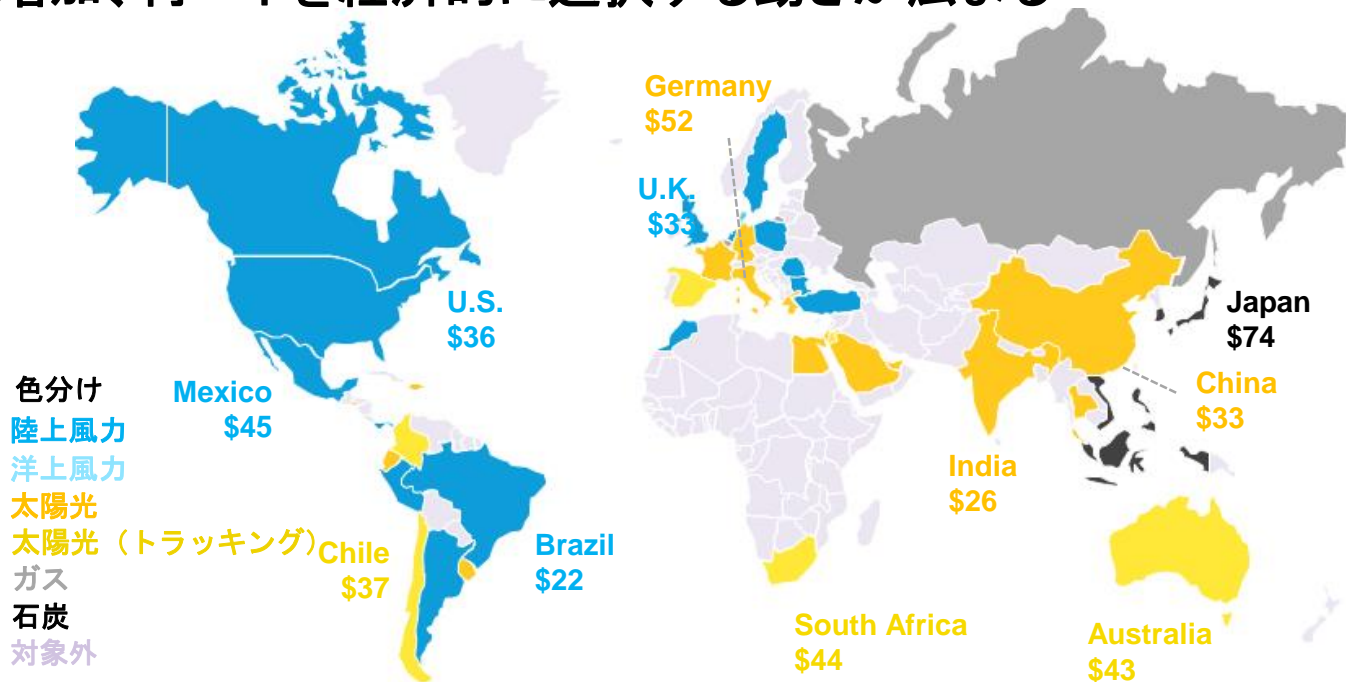 Germany
$52
U.K.
$33
U.S.
$36
Japan
$74
色分け
陸上風力
洋上風力
太陽光
太陽光（トラッキング）
ガス
石炭
対象外
Mexico
$45
China
$33
India
$26
Chile
$37
Brazil
$22
South Africa
$44
Australia
$43